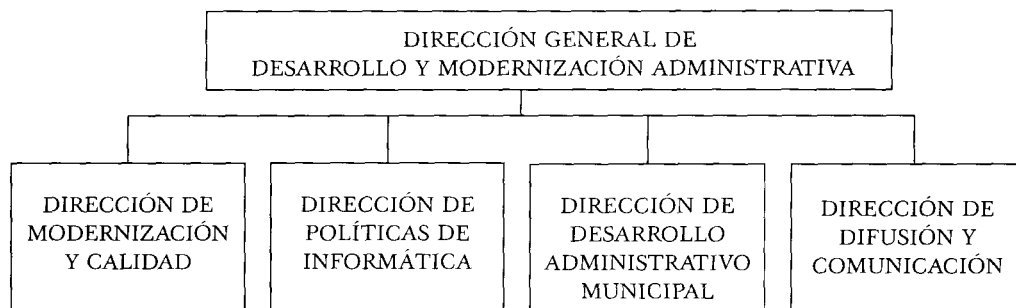 DIRECCIÓN GENERAL DE
DESARROLLO Y MODERNIZACIÓN ADMINISTRATIVA
DIRECCIÓN DE
MODERNIZACIÓN
Y CALIDAD
DIRECCIÓN DE
POLÍTICAS DE
INFORMÁTICA
DIRECCIÓN DE
DESARROLLO
ADMINISTRATIVO
MUNICIPAL
DIRECCIÓN DE
DIFUSIÓN Y
COMUNICACIÓN